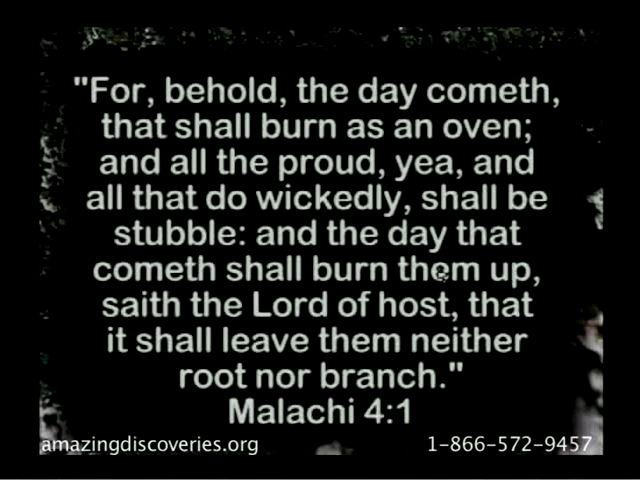 "For, behold, the day cometh,
that shall burn as an oven;
and all the proud, yea, and
all that do wickedly, shall be
stubble: and the day that
cometh shall burn them up,
saith the Lord of host, that
it shall leave them neither
root nor branch."
Malachi 4:1
amazingdiscoveries.org 1-866-572-9457